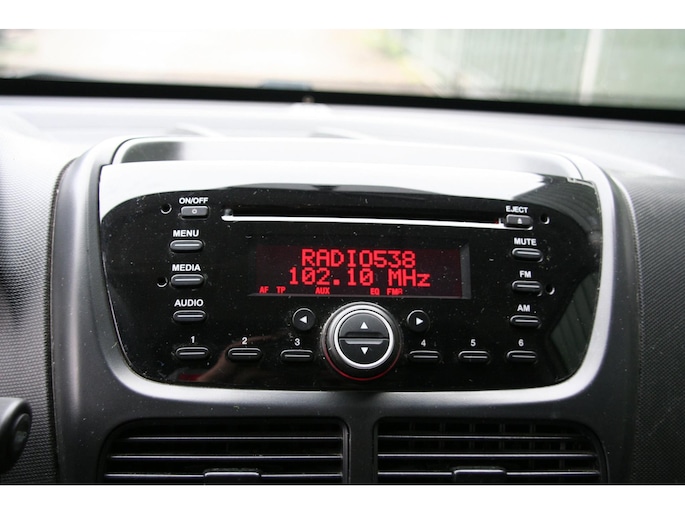 ON/OFF
EJECT
MENU
MUTE
RADIO538
102.10 MHz
MEDIA
FM
AF TP AUX EQ FMA
AUDIO
AM
1 2 3 4 5 6